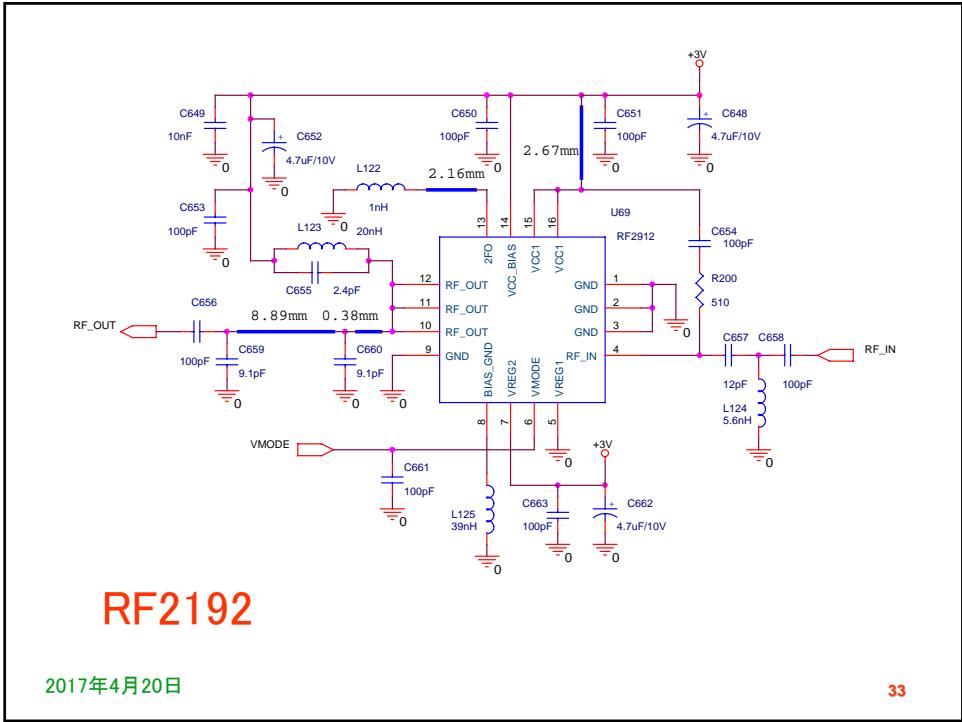 +3V
C649
10nF
C652
4.7uF/10V
0
0
C650
100pF
0
C651
100pF
0
C648
4.7uF/10V
0
2.67mm
L122
1nH
2.16mm
0
C653
100pF
0
L123
20nH
C655
2.4pF
U69
RF2912
13
14
15
16
2FO
VCC_BIAS
VCC1
VCC1
C654
100pF
R200
510
12
RF_OUT
11
RF_OUT
10
RF_OUT
9
GND
GND
1
GND
2
GND
3
RF_IN
4
0
BIAS_GND
VREG2
VMODE
VREG1
8
7
6
5
RF_OUT
C656
100pF
8.89mm
0.38mm
C659
9.1pF
0
C660
9.1pF
0
0
C657
12pF
C658
100pF
RF_IN
L124
5.6nH
0
VMODE
C661
100pF
0
L125
39nH
0
0
+3V
C663
100pF
0
C662
4.7uF/10V
0
RF2192
2017年4月20日
33